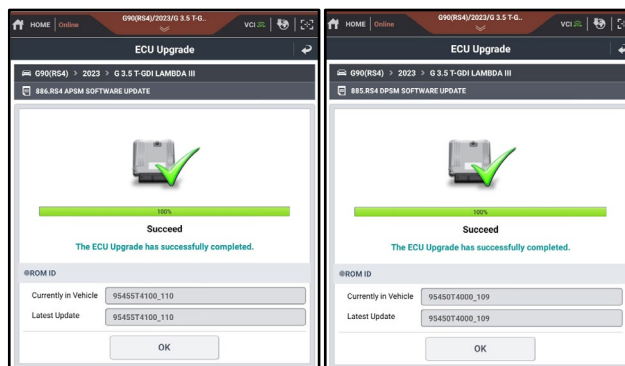 HOME Online G90(RS4)/2023/G 3.5 T-G.. VCI
ECU Upgrade
G90(RS4) > 2023 > G 3.5 T-GDI LAMBDA III
886.RS4 APSM SOFTWARE UPDATE
100%
Succeed
The ECU Upgrade has successfully completed.
ROM ID
Currently in Vehicle 95455T4100_110
Latest Update 95455T4100_110
OK
HOME Online G90(RS4)/2023/G 3.5 T-G.. VCI
ECU Upgrade
G90(RS4) > 2023 > G 3.5 T-GDI LAMBDA III
885.RS4 DPSM SOFTWARE UPDATE
100%
Succeed
The ECU Upgrade has successfully completed.
ROM ID
Currently in Vehicle 95450T4000_109
Latest Update 95450T4000_109
OK